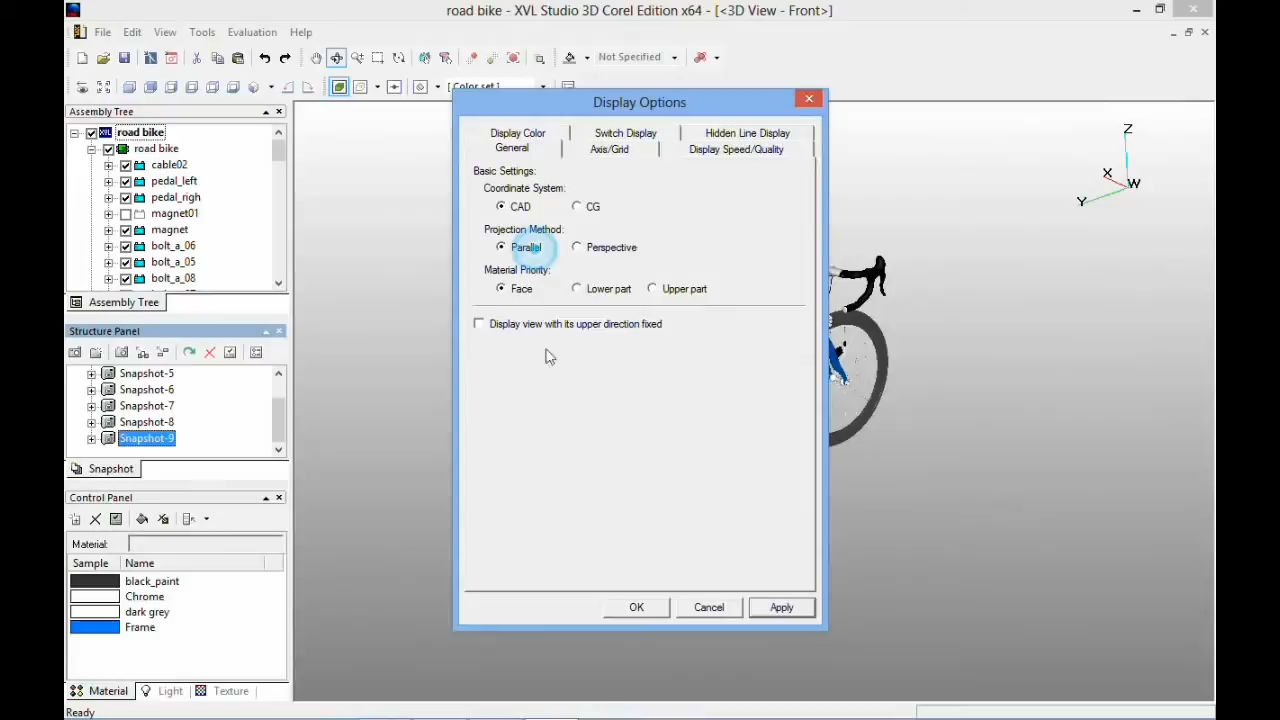 road bike - XVL Studio 3D Corel Edition x64 - [<3D View - Front>]
File Edit View Tools Evaluation Help
Not Specified
[ Color set ]
Assembly Tree
XVL road bike
road bike
cable02
pedal_left
pedal_righ
magnet01
magnet
bolt_a_06
bolt_a_05
bolt_a_08
Assembly Tree
Structure Panel
Snapshot-5
Snapshot-6
Snapshot-7
Snapshot-8
Snapshot-9
Snapshot
Control Panel
Material:
Sample Name
black_paint
Chrome
dark grey
Frame
Material Light Texture
Ready
Display Options
Display Color Switch Display Hidden Line Display
General Axis/Grid Display Speed/Quality
Basic Settings:
Coordinate System:
CAD CG
Projection Method:
Parallel Perspective
Material Priority:
Face Lower part Upper part
Display view with its upper direction fixed
OK Cancel Apply
Z
X
W
Y